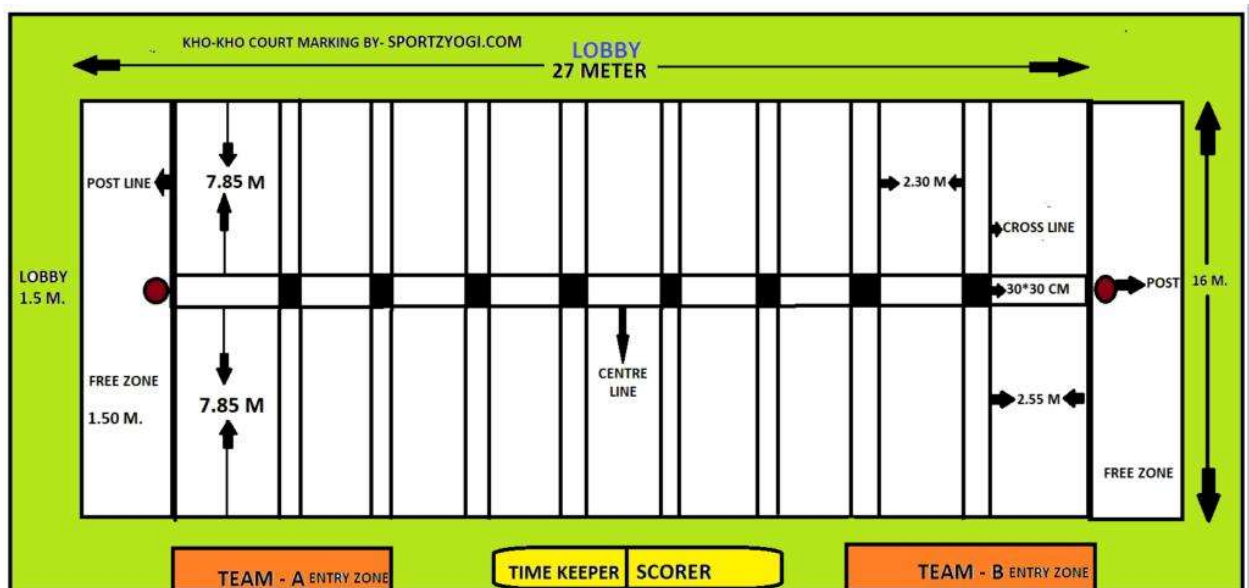 KHO-KHO COURT MARKING BY- SPORTZYOGI.COM
LOBBY
27 METER
POST LINE
7.85 M
2.30 M
CROSS LINE
LOBBY
1.5 M.
30*30 CM
POST
16 M.
CENTRE
LINE
FREE ZONE
1.50 M.
7.85 M
2.55 M
FREE ZONE
TEAM - A ENTRY ZONE
TIME KEEPER
SCORER
TEAM - B ENTRY ZONE